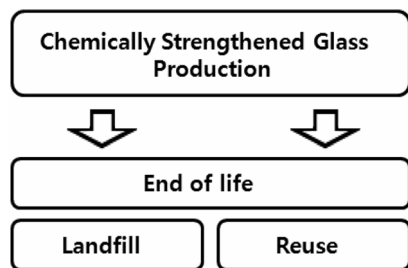 Chemically Strengthened Glass
Production
End of life
Landfill
Reuse